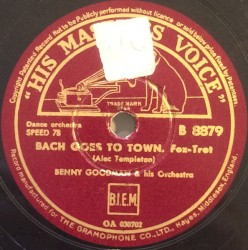 "HIS MASTER'S VOICE"
TRADE MARK
Dance orchestra
SPEED 78
B 8879
BACH GOES TO TOWN. Fox-Trot
(Alec Templeton)
BENNY GOODMAN & his Orchestra
B.I.E.M.
OA 030702
THE GRAMOPHONE CO., LTD., Hayes, Middlesex, England